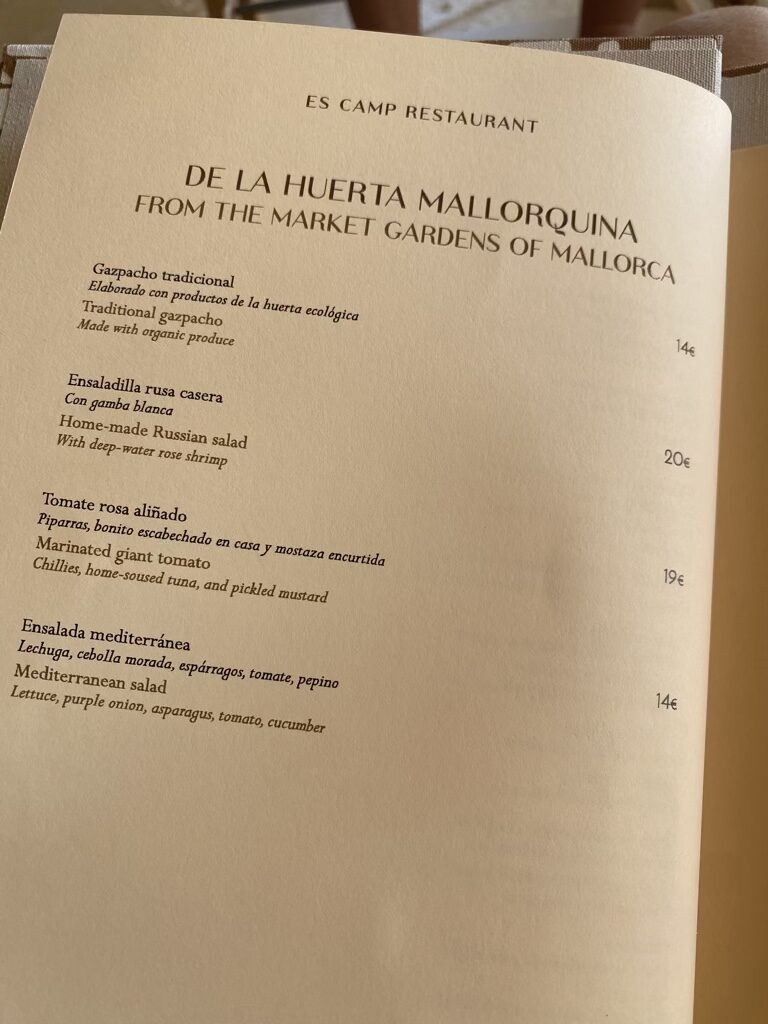 ES CAMP RESTAURANT
DE LA HUERTA MALLORQUINA
FROM THE MARKET GARDENS OF MALLORCA
Gazpacho tradicional
Elaborado con productos de la huerta ecológica
Traditional gazpacho
Made with organic produce
14€
Ensaladilla rusa casera
Con gamba blanca
Home-made Russian salad
With deep-water rose shrimp
20€
Tomate rosa aliñado
Piparras, bonito escabechado en casa y mostaza encurtida
Marinated giant tomato
Chillies, home-soused tuna, and pickled mustard
19€
Ensalada mediterránea
Lechuga, cebolla morada, espárragos, tomate, pepino
Mediterranean salad
Lettuce, purple onion, asparagus, tomato, cucumber
14€